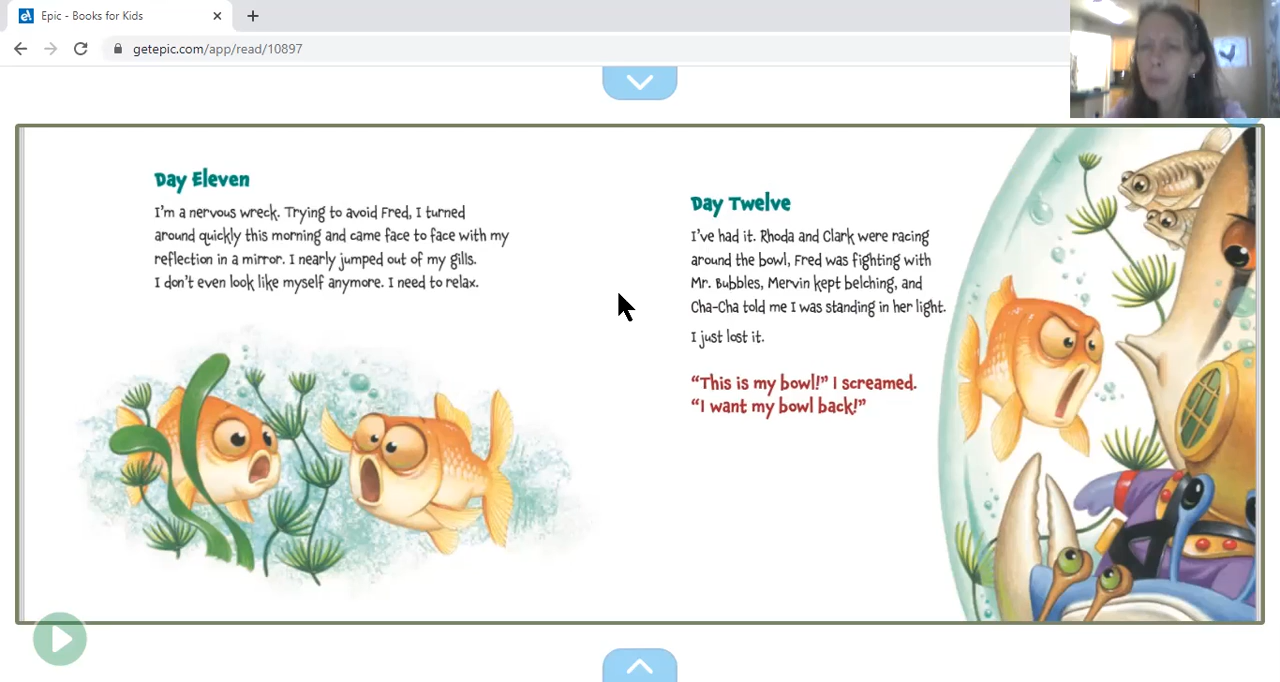 Epic - Books for Kids
getepic.com/app/read/10897
Day Eleven
I'm a nervous wreck. Trying to avoid Fred, I turned
around quickly this morning and came face to face with my
reflection in a mirror. I nearly jumped out of my gills.
I don't even look like myself anymore. I need to relax.
Day Twelve
I've had it. Rhoda and Clark were racing
around the bowl, Fred was fighting with
Mr. Bubbles, Mervin kept belching, and
Cha-Cha told me I was standing in her light.
I just lost it.
“This is my bowl!” I screamed.
“I want my bowl back!”